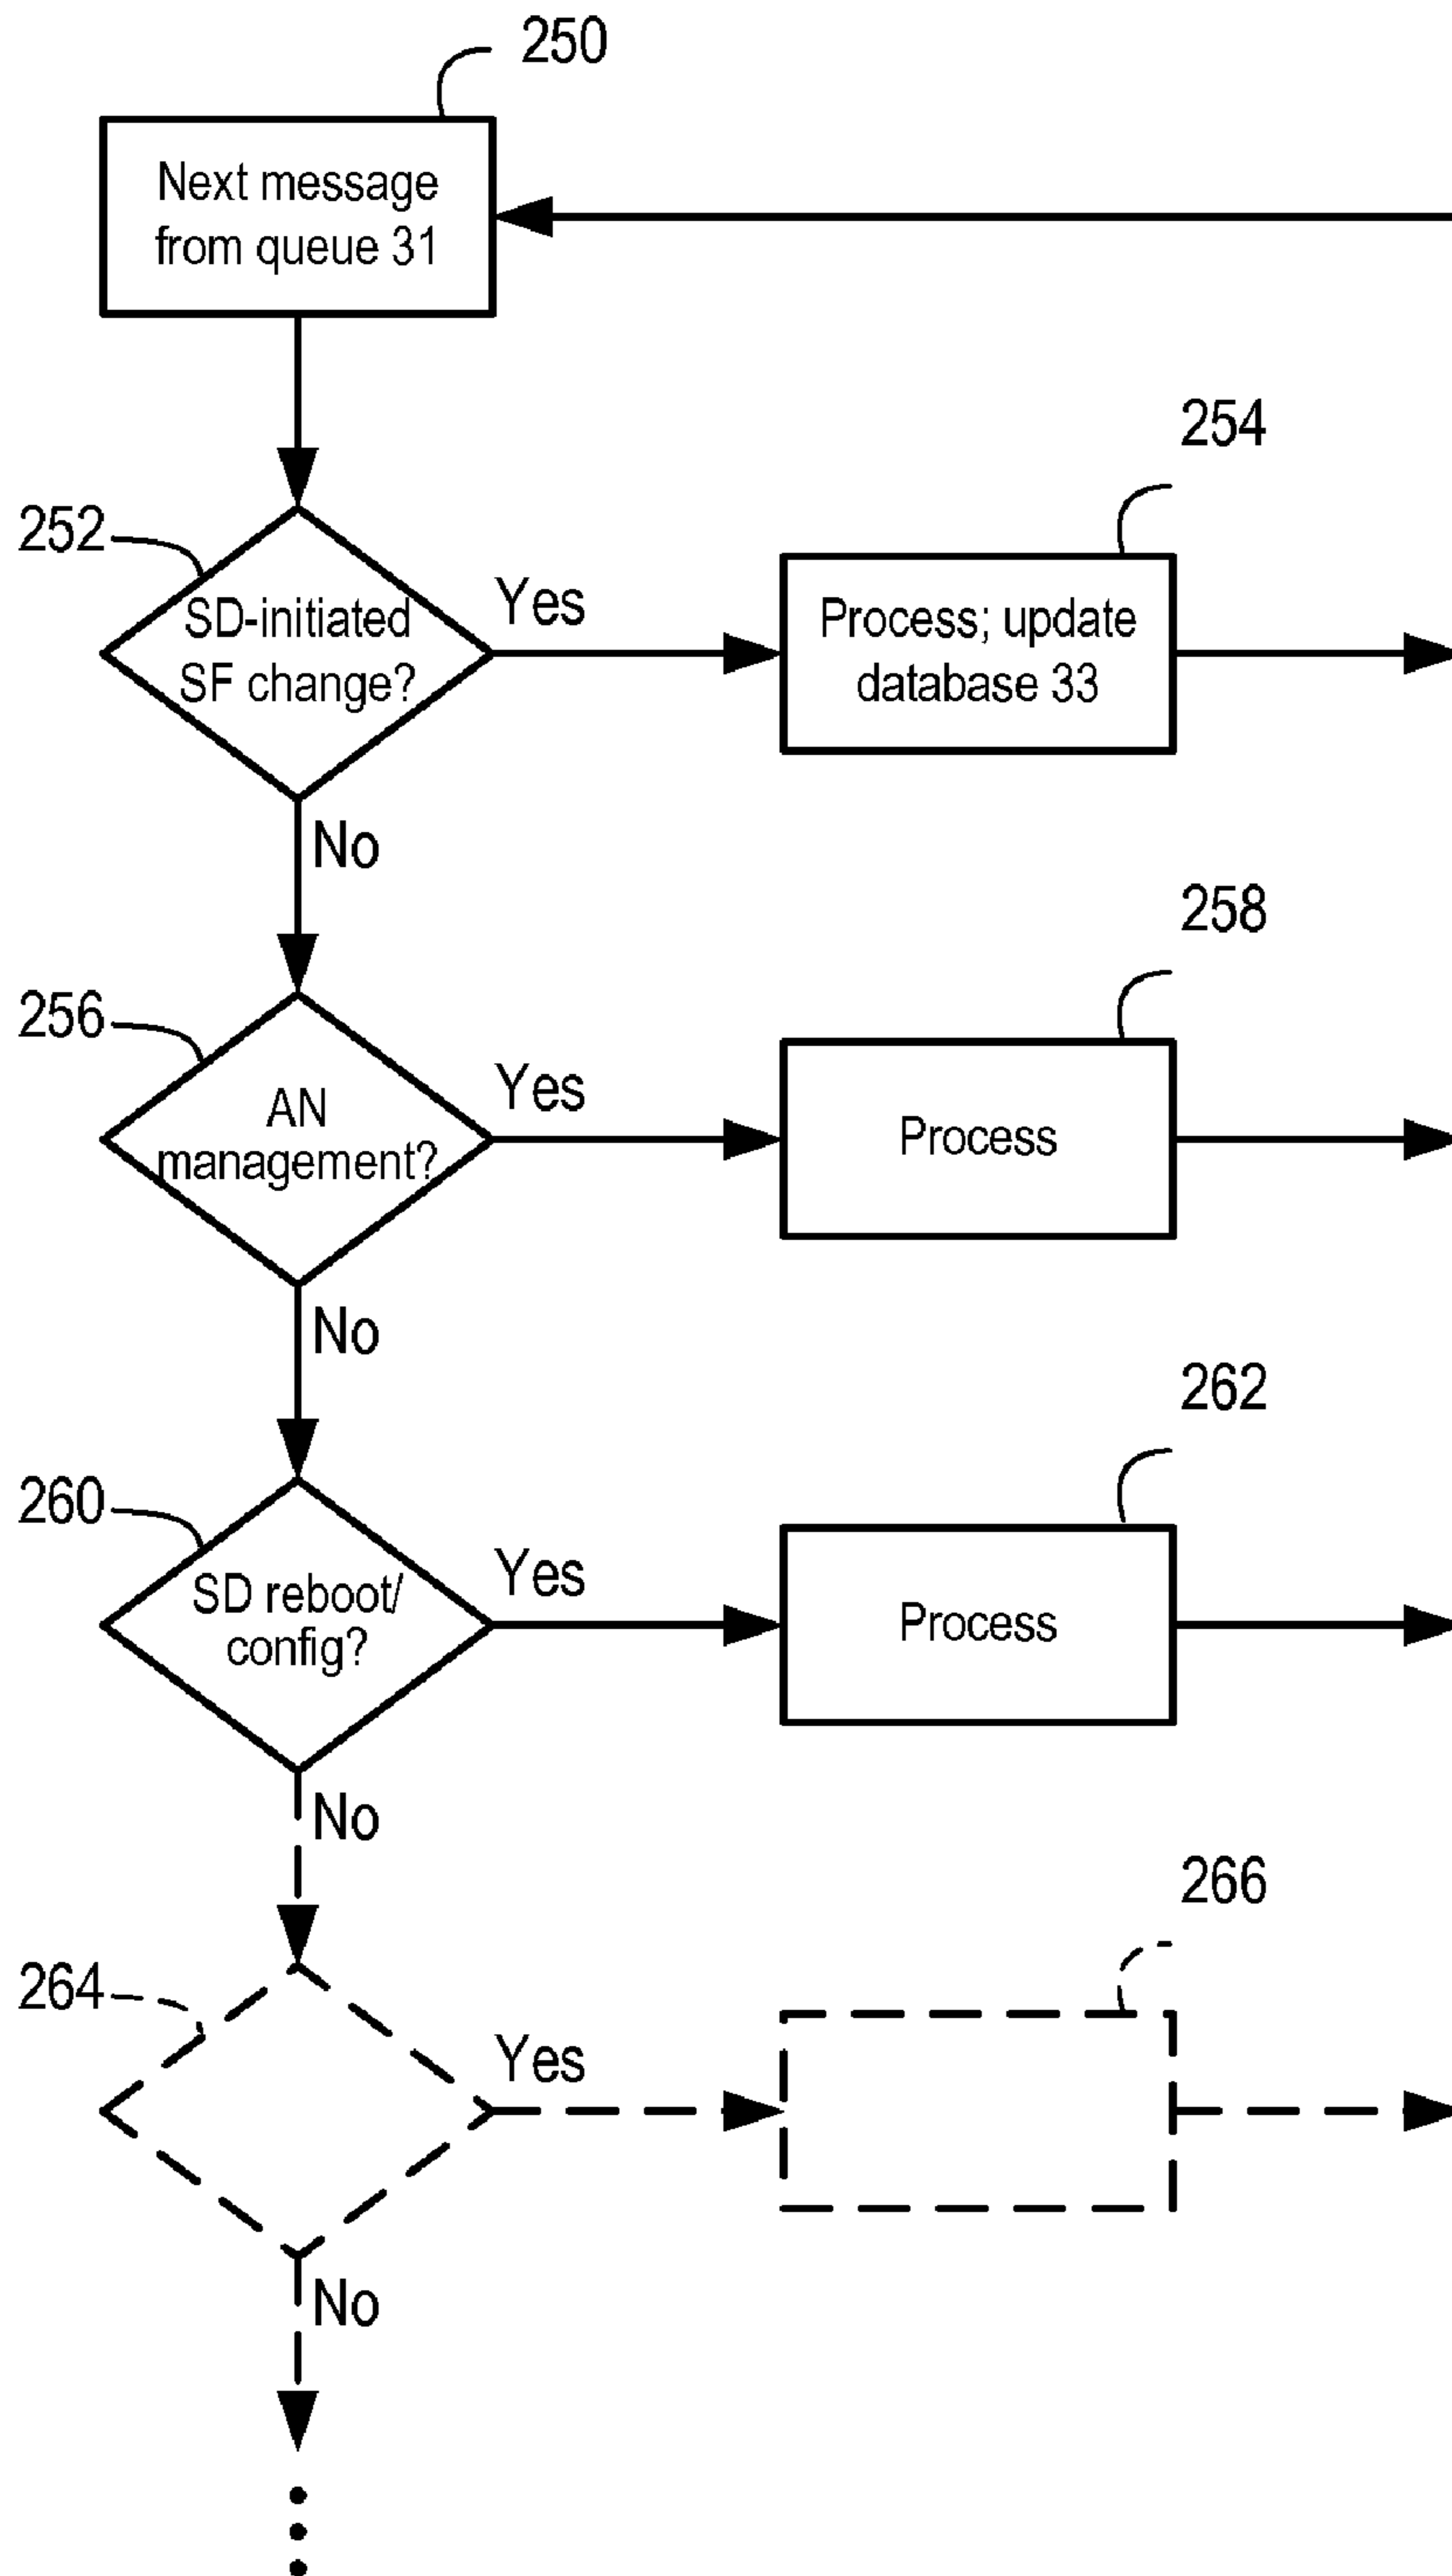 250
Next message
from queue 31
254
252
SD-initiated
SF change?
Yes
Process; update
database 33
No
258
256
AN
management?
Yes
Process
No
262
260
SD reboot/
config?
Yes
Process
No
266
264
Yes
No